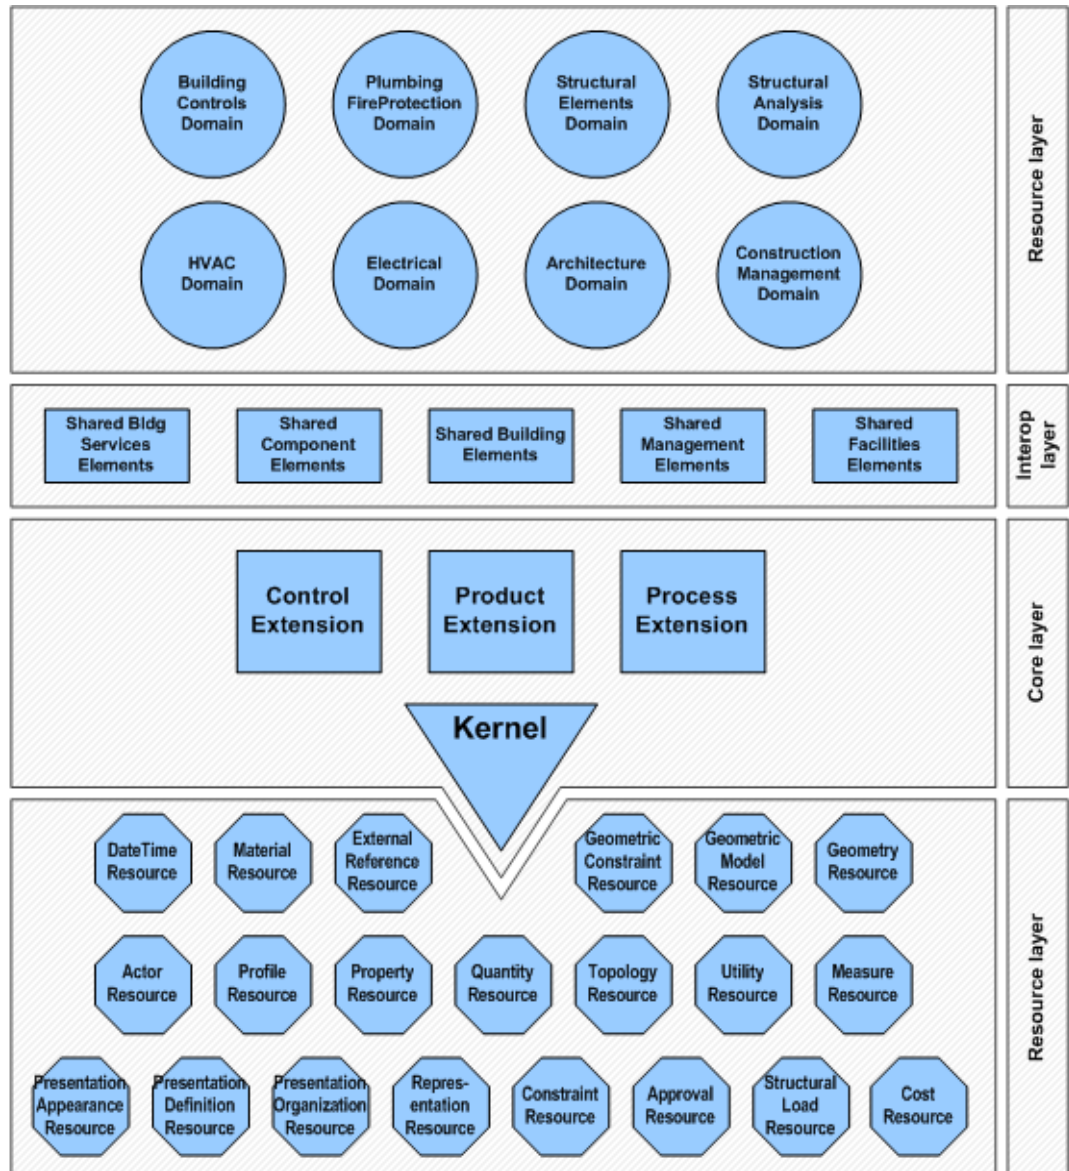 Building
Controls
Domain
Plumbing
FireProtection
Domain
Structural
Elements
Domain
Structural
Analysis
Domain
HVAC
Domain
Electrical
Domain
Architecture
Domain
Construction
Management
Domain
Resource layer
Shared Bldg
Services
Elements
Shared
Component
Elements
Shared Building
Elements
Shared
Management
Elements
Shared
Facilities
Elements
Interop
layer
Control
Extension
Product
Extension
Process
Extension
Kernel
Core layer
DateTime
Resource
Material
Resource
External
Reference
Resource
Geometric
Constraint
Resource
Geometric
Model
Resource
Geometry
Resource
Actor
Resource
Profile
Resource
Property
Resource
Quantity
Resource
Topology
Resource
Utility
Resource
Measure
Resource
Presentation
Appearance
Resource
Presentation
Definition
Resource
Presentation
Organization
Resource
Repres-
entation
Resource
Constraint
Resource
Approval
Resource
Structural
Load
Resource
Cost
Resource
Resource layer